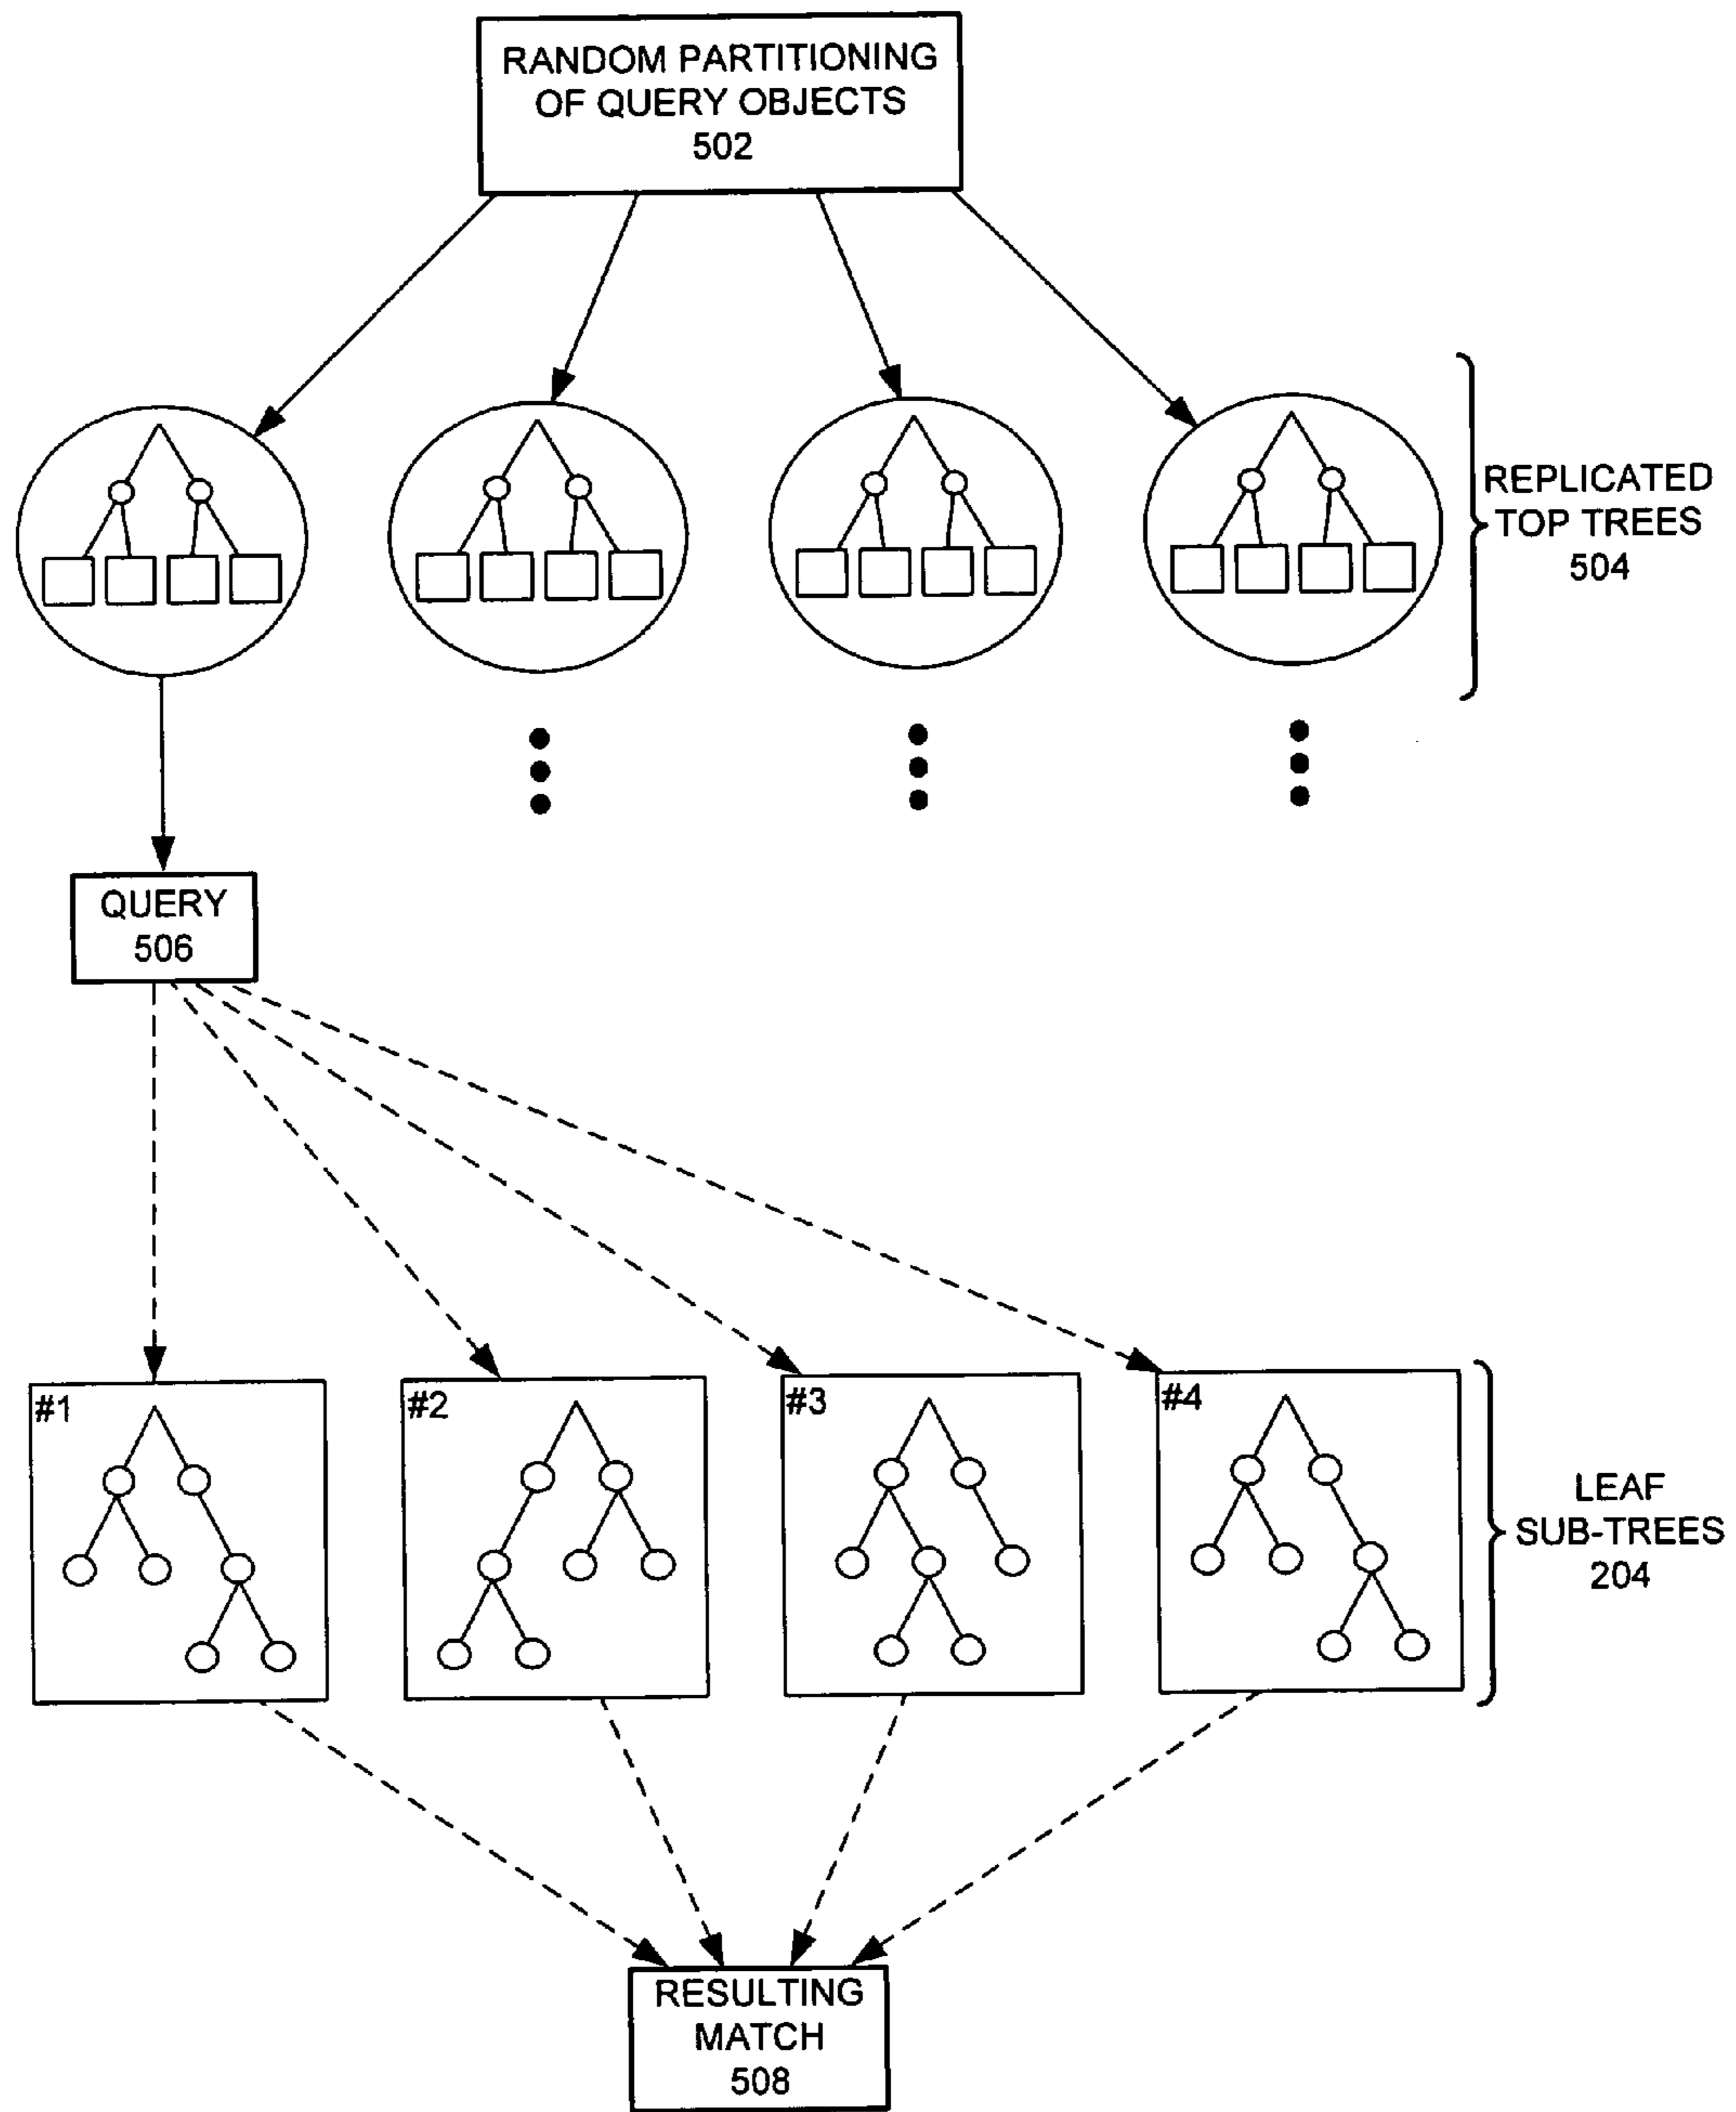 RANDOM PARTITIONING
OF QUERY OBJECTS
502
REPLICATED
TOP TREES
504
QUERY
506
#1
#2
#3
#4
LEAF
SUB-TREES
204
RESULTING
MATCH
508